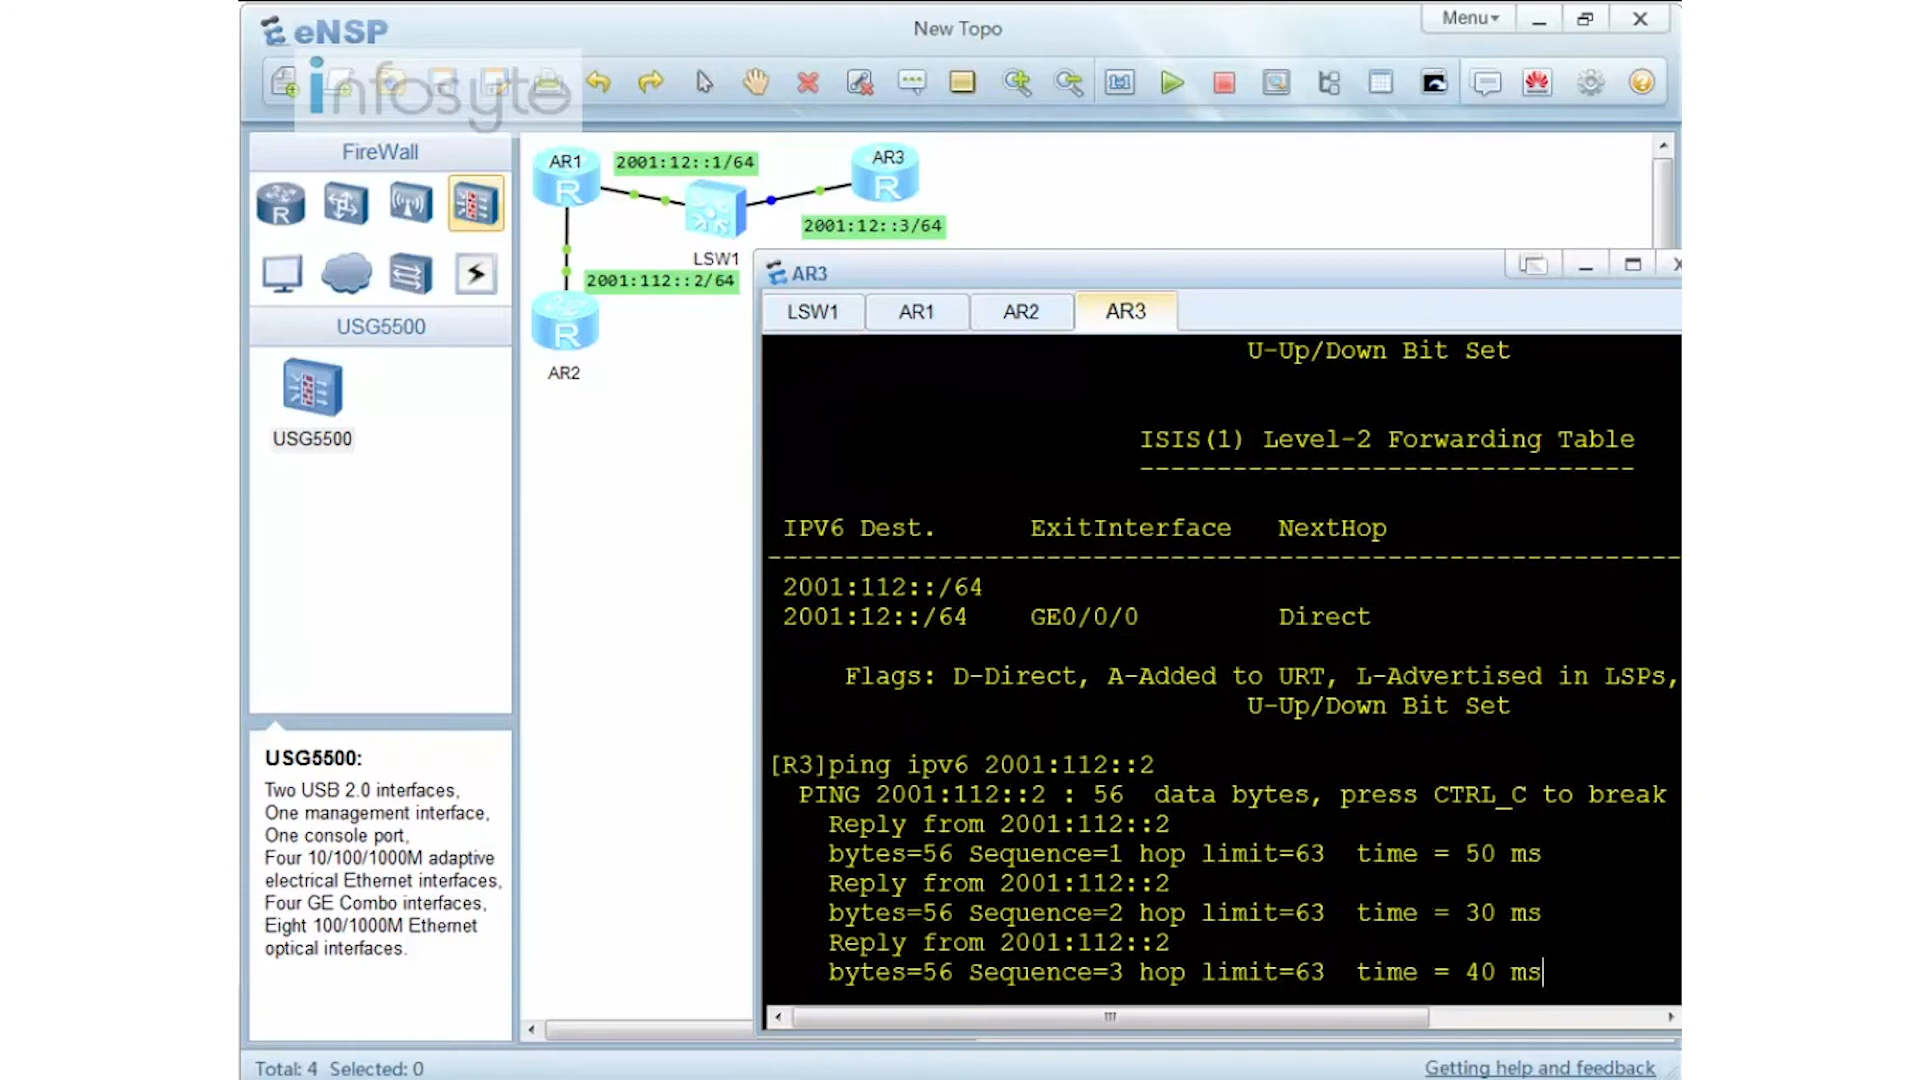 eNSP
New Topo
Menu
infosyte
FireWall
AR1
2001:12::1/64
AR3
R
R
R
2001:12::3/64
LSW1
2001:112::2/64
USG5500
R
AR2
USG5500
AR3
LSW1
AR1
AR2
AR3
U-Up/Down Bit Set
ISIS(1) Level-2 Forwarding Table
-------------------------------- 
IPV6 Dest. ExitInterface NextHop
2001:112::/64
2001:12::/64 GE0/0/0 Direct
Flags: D-Direct, A-Added to URT, L-Advertised in LSPs,
U-Up/Down Bit Set
[R3]ping ipv6 2001:112::2
PING 2001:112::2 : 56 data bytes, press CTRL_C to break
Reply from 2001:112::2
bytes=56 Sequence=1 hop limit=63 time = 50 ms
Reply from 2001:112::2
bytes=56 Sequence=2 hop limit=63 time = 30 ms
Reply from 2001:112::2
bytes=56 Sequence=3 hop limit=63 time = 40 ms
USG5500:
Two USB 2.0 interfaces,
One management interface,
One console port,
Four 10/100/1000M adaptive
electrical Ethernet interfaces,
Four GE Combo interfaces,
Eight 100/1000M Ethernet
optical interfaces.
Total: 4 Selected: 0
Getting help and feedback